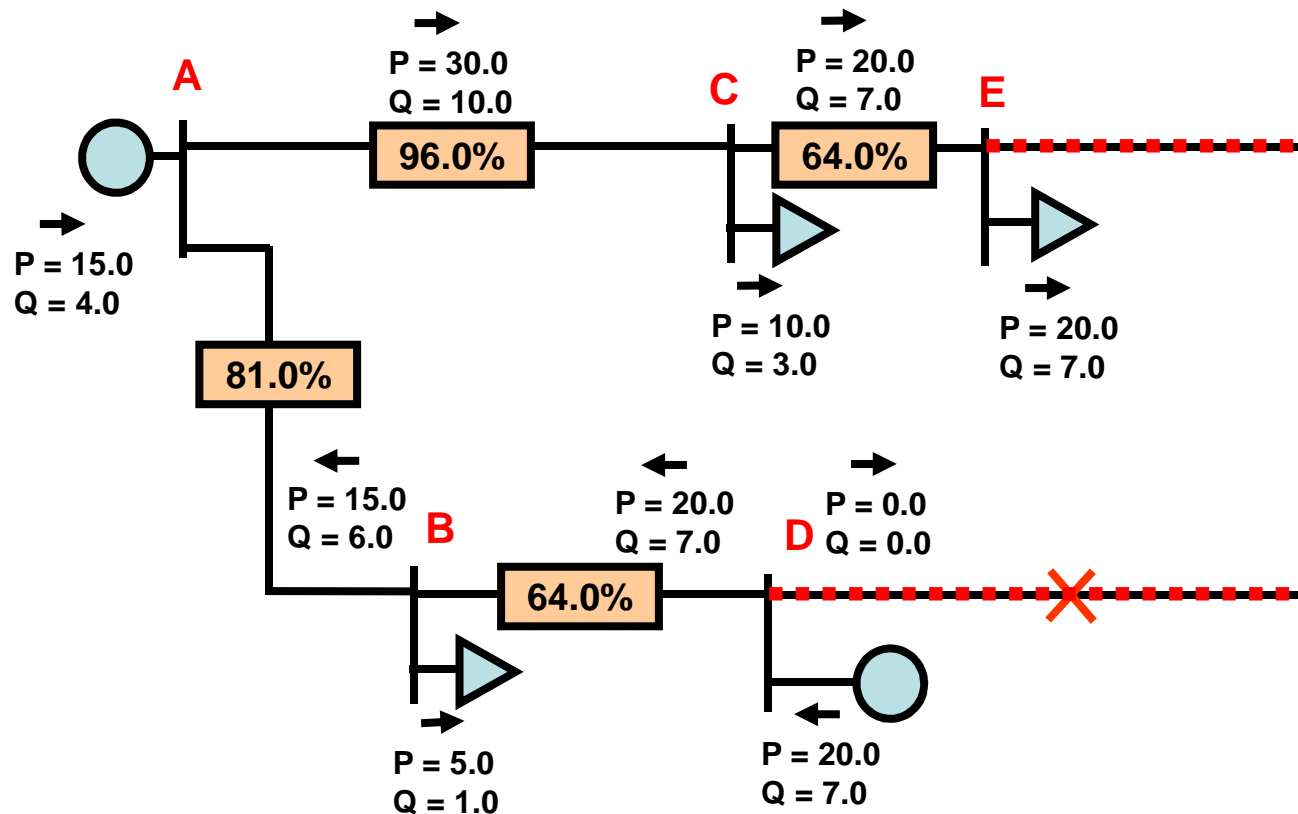 A
P = 30.0
Q = 10.0
96.0%
C
P = 20.0
Q = 7.0
64.0%
E
P = 15.0
Q = 4.0
P = 10.0
Q = 3.0
P = 20.0
Q = 7.0
81.0%
P = 15.0
Q = 6.0
B
P = 20.0
Q = 7.0
D
P = 0.0
Q = 0.0
64.0%
P = 5.0
Q = 1.0
P = 20.0
Q = 7.0